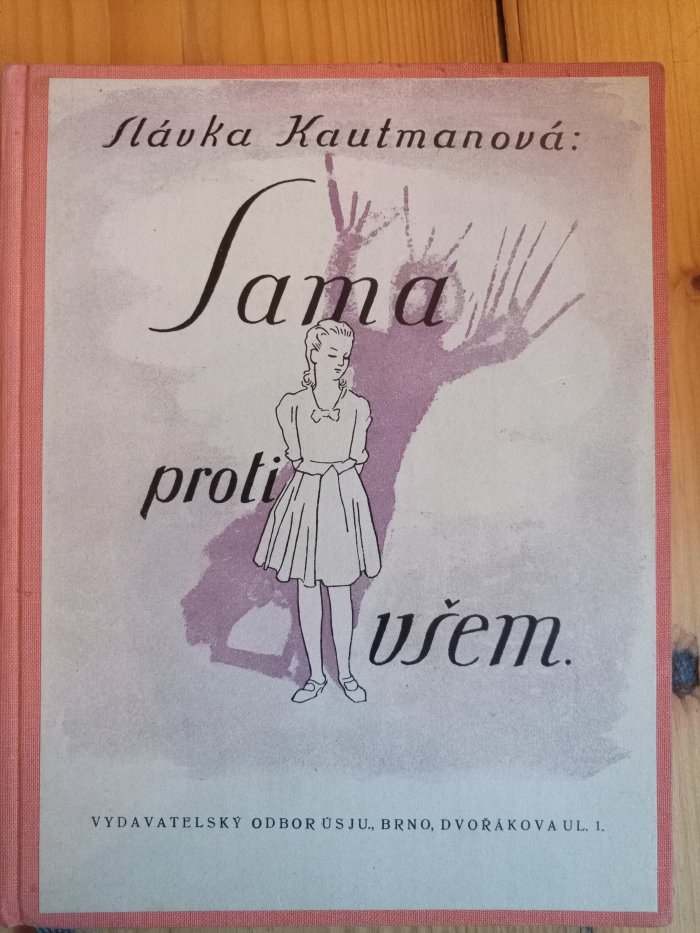 Slávka Kautmanová:
Sama
proti
všem.
VYDAVATELSKÝ ODBOR ÚSJU., BRNO, DVOŘÁKOVA UL. 1.